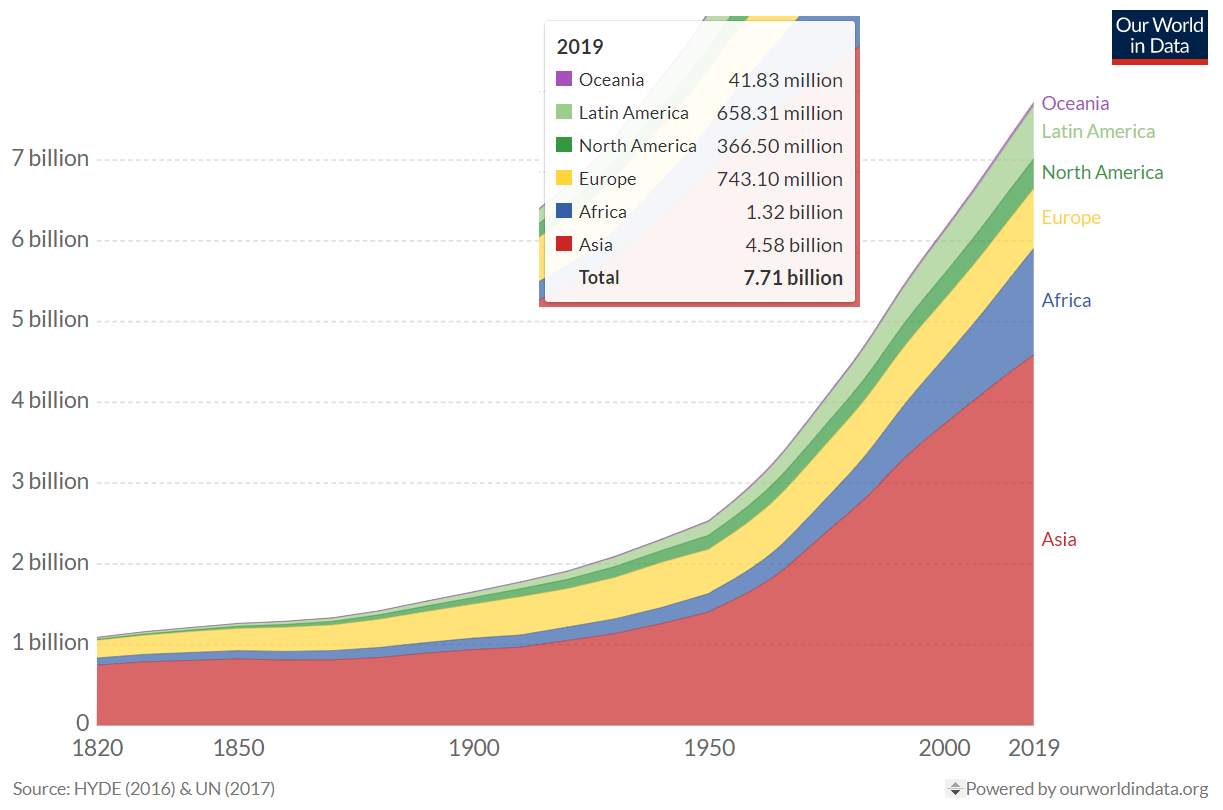 Our World
in Data
2019
Oceania 41.83 million
Latin America 658.31 million
North America 366.50 million
Europe 743.10 million
Africa 1.32 billion
Asia 4.58 billion
Total 7.71 billion
7 billion
6 billion
5 billion
4 billion
3 billion
2 billion
1 billion
0
Oceania
Latin America
North America
Europe
Africa
Asia
1820 1850 1900 1950 2000 2019
Source: HYDE (2016) & UN (2017)
Powered by ourworldindata.org